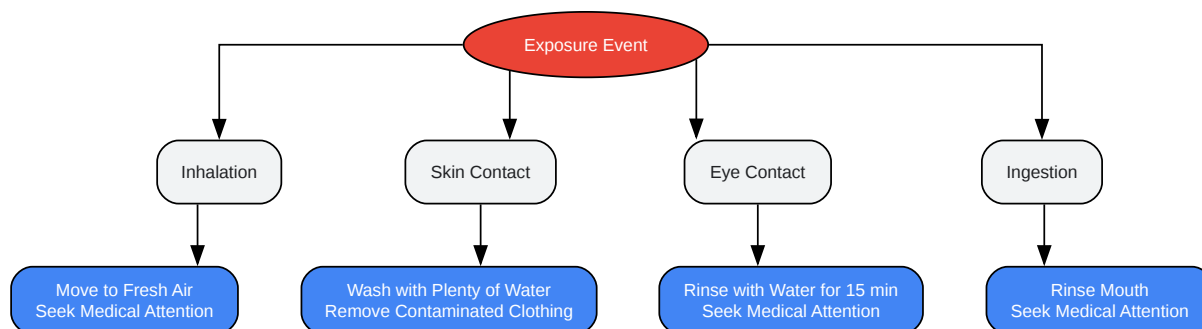 Exposure Event
Inhalation
Skin Contact
Eye Contact
Ingestion
Move to Fresh Air
Seek Medical Attention
Wash with Plenty of Water
Remove Contaminated Clothing
Rinse with Water for 15 min
Seek Medical Attention
Rinse Mouth
Seek Medical Attention